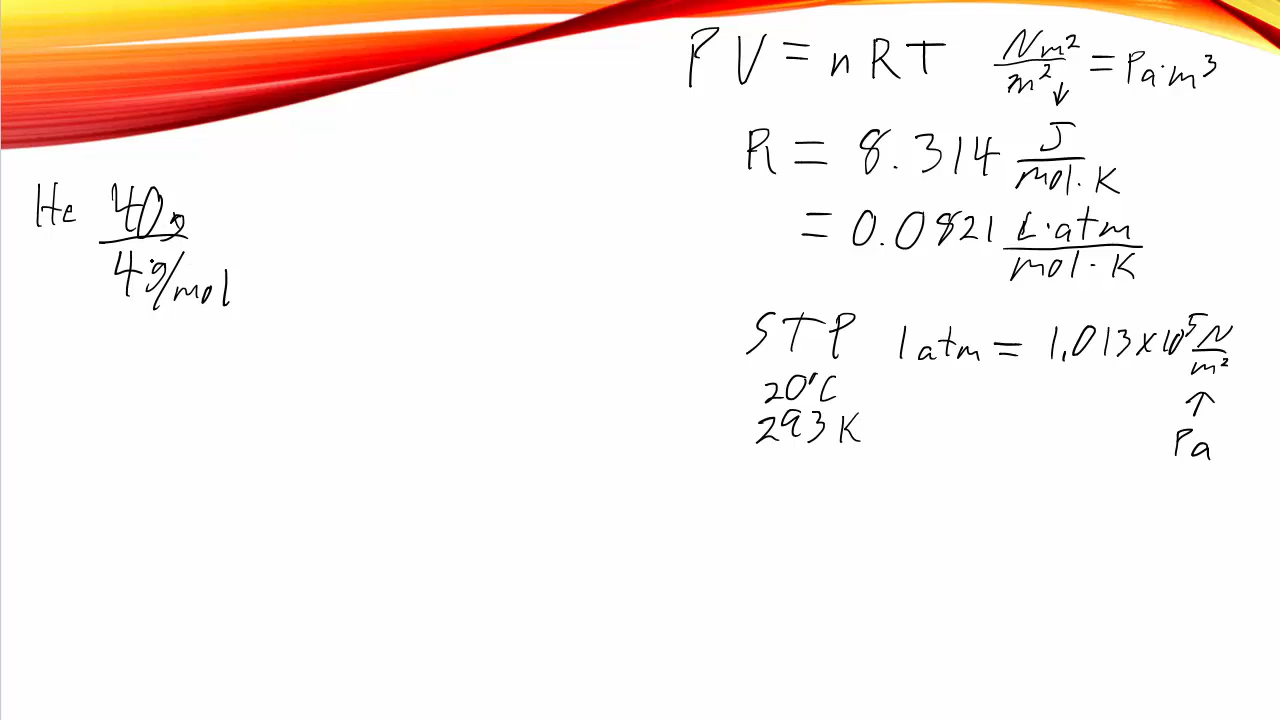 PV = nRT Nm²/m² = Pa·m³
↓
R = 8.314 J/mol·K
= 0.0821 L·atm/mol·K
He 40g/4g/mol
STP 1 atm = 1.013 x 10⁵ N/m²
20°C ↑
293 K Pa